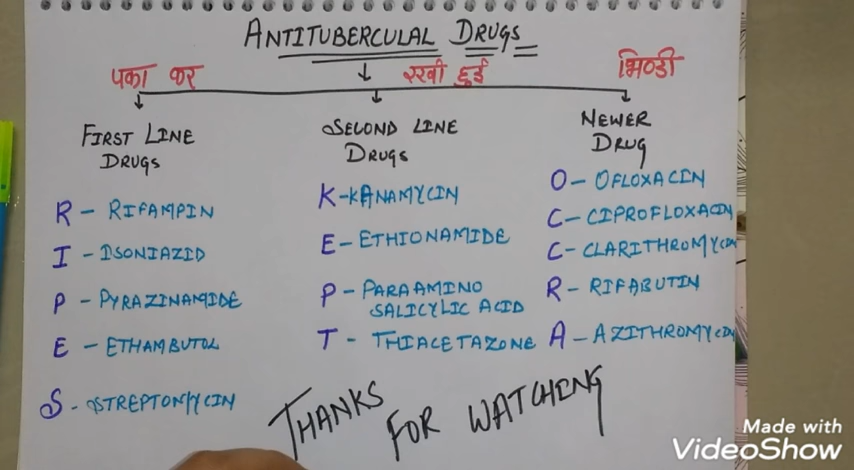 ANTITUBERCULAL DRUGS
पका कर रखी हुई भिण्डी
FIRST LINE
DRUGS
R - RIFAMPIN
I - ISONIAZID
P - PYRAZINAMIDE
E - ETHAMBUTOL
S - STREPTOMYCIN
SECOND LINE
DRUGS
K - KANAMYCIN
E - ETHIONAMIDE
P - PARAAMINO
SALICYLIC ACID
T - THIACETAZONE
NEWER
DRUG
O - OFLOXACIN
C - CIPROFLOXACIN
C - CLARITHROMYCIN
R - RIFABUTIN
A - AZITHROMYCIN
THANKS
FOR WATCHING
Made with
VideoShow